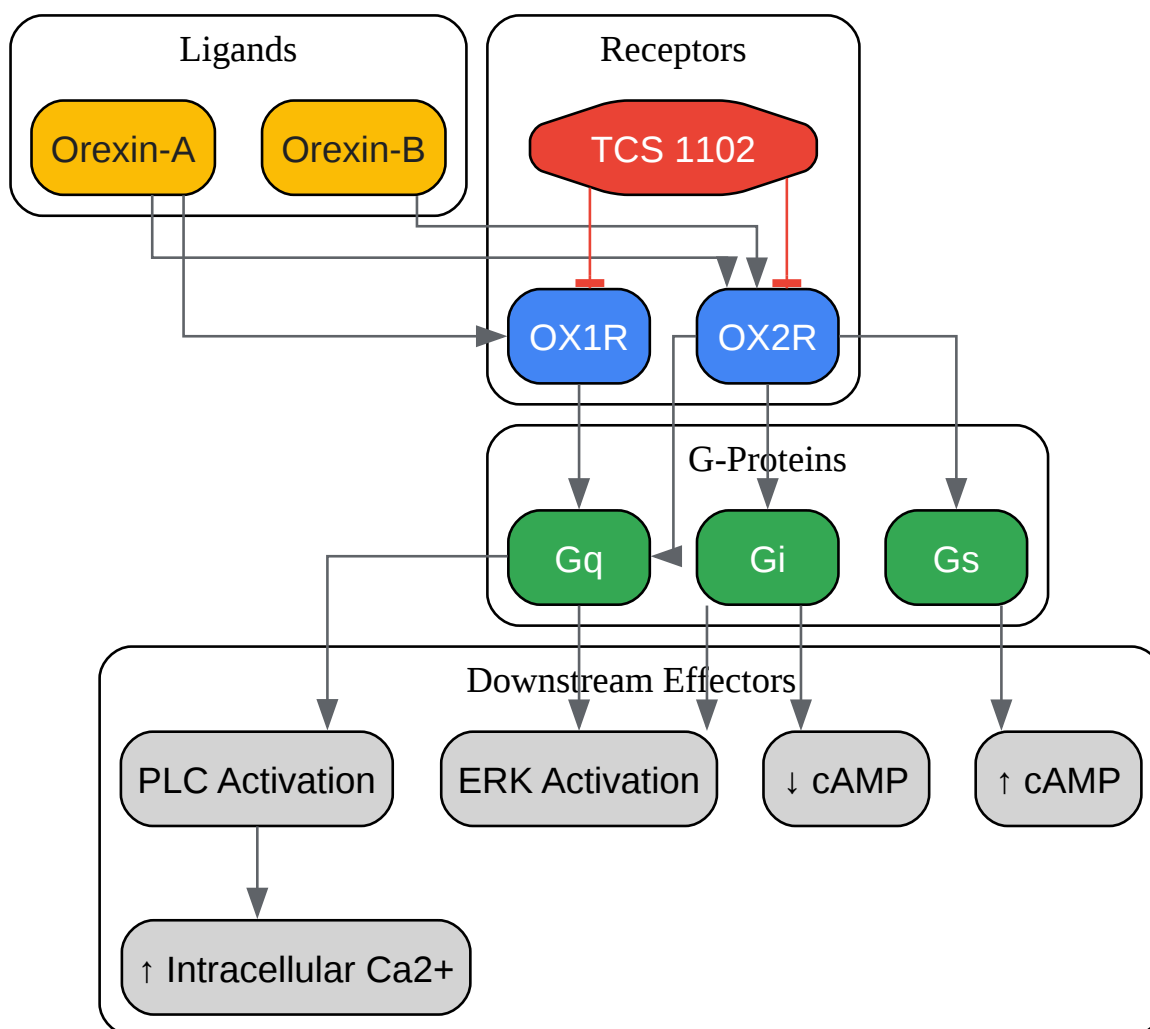 Ligands
Receptors
Orexin-A
Orexin-B
TCS 1102
OX1R
OX2R
G-Proteins
Gq
Gi
Gs
Downstream Effectors
PLC Activation
ERK Activation
↓ cAMP
↑ cAMP
↑ Intracellular Ca2+